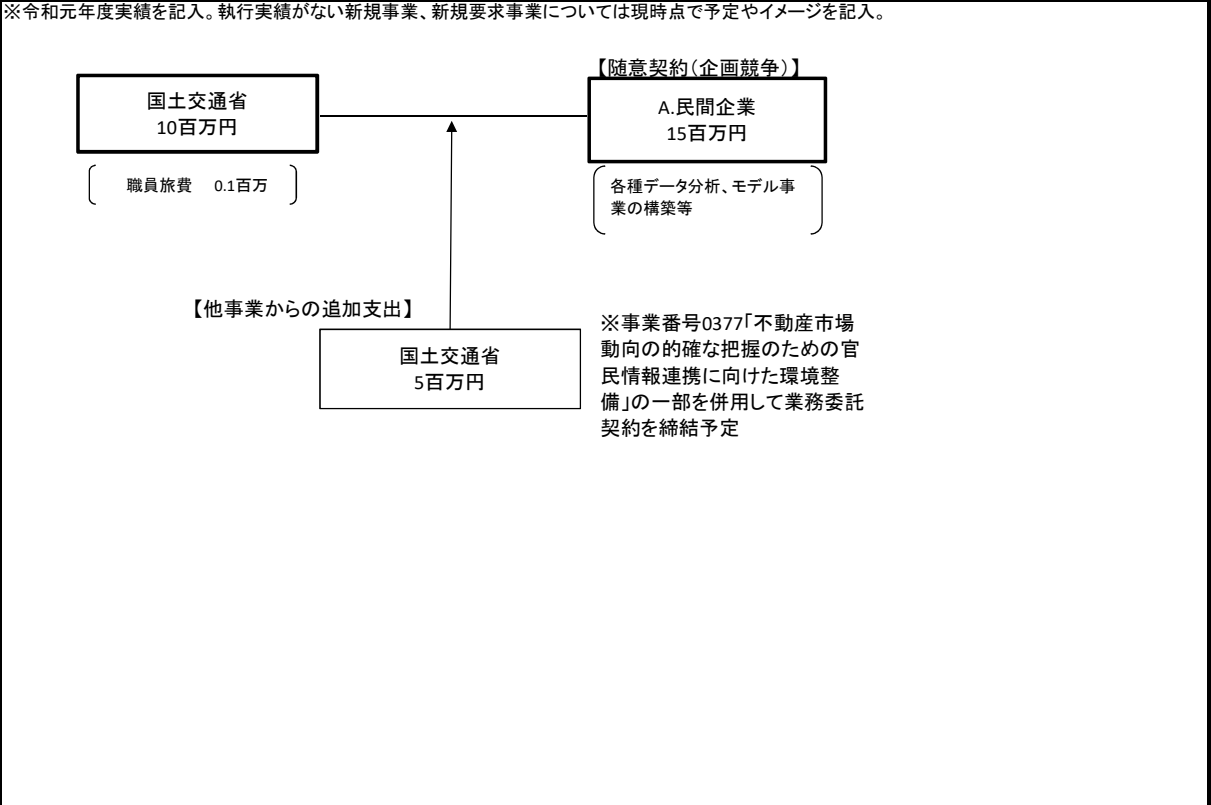 ※令和元年度実績を記入。執行実績がない新規事業、新規要求事業については現時点で予定やイメージを記入。
【随意契約(企画競争)】
国土交通省
10百万円
A.民間企業
15百万円
職員旅費 0.1百万
各種データ分析、モデル事
業の構築等
【他事業からの追加支出】
国土交通省
5百万円
※事業番号0377「不動産市場
動向の的確な把握のための官
民情報連携に向けた環境整
備」の一部を併用して業務委託
契約を締結予定